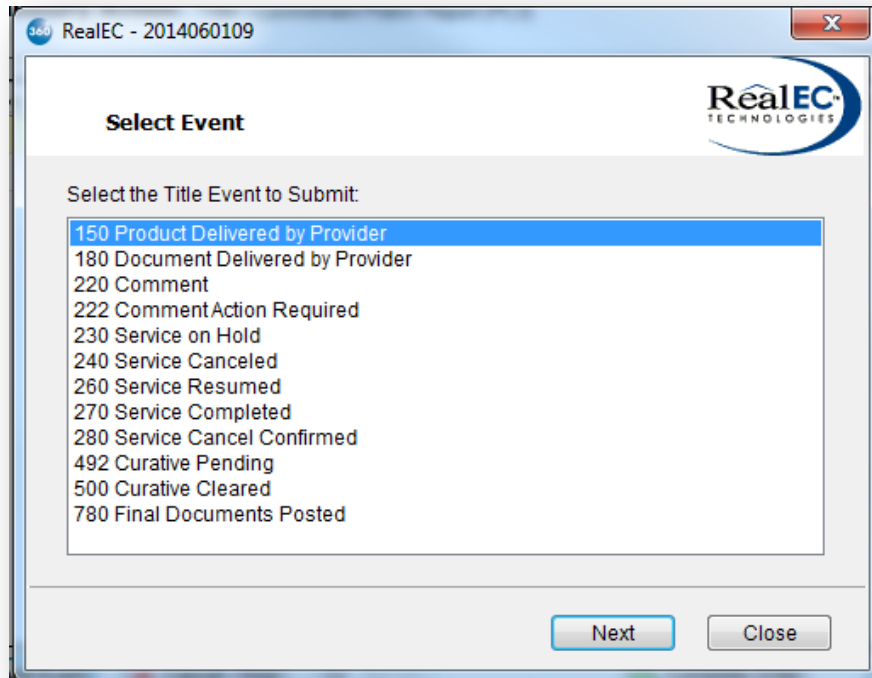 360 RealEC - 2014060109
X
RealEC
TECHNOLOGIES
Select Event
Select the Title Event to Submit:
150 Product Delivered by Provider
180 Document Delivered by Provider
220 Comment
222 Comment Action Required
230 Service on Hold
240 Service Canceled
260 Service Resumed
270 Service Completed
280 Service Cancel Confirmed
492 Curative Pending
500 Curative Cleared
780 Final Documents Posted
Next Close